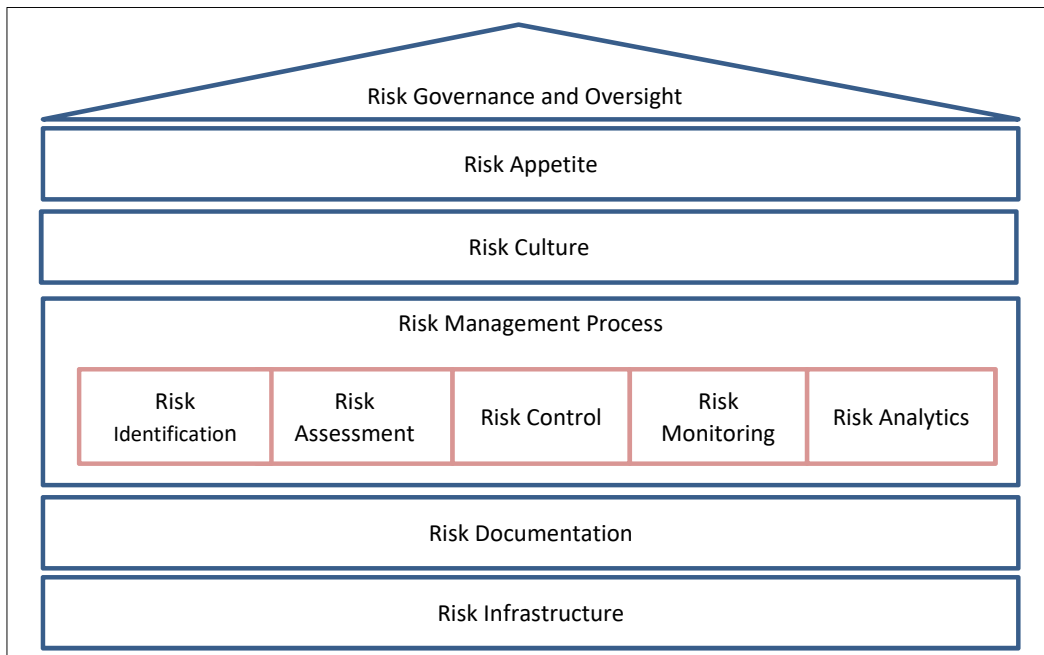 Risk Governance and Oversight
Risk Appetite
Risk Culture
Risk Management Process
Risk
Identification
Risk
Assessment
Risk Control
Risk
Monitoring
Risk Analytics
Risk Documentation
Risk Infrastructure